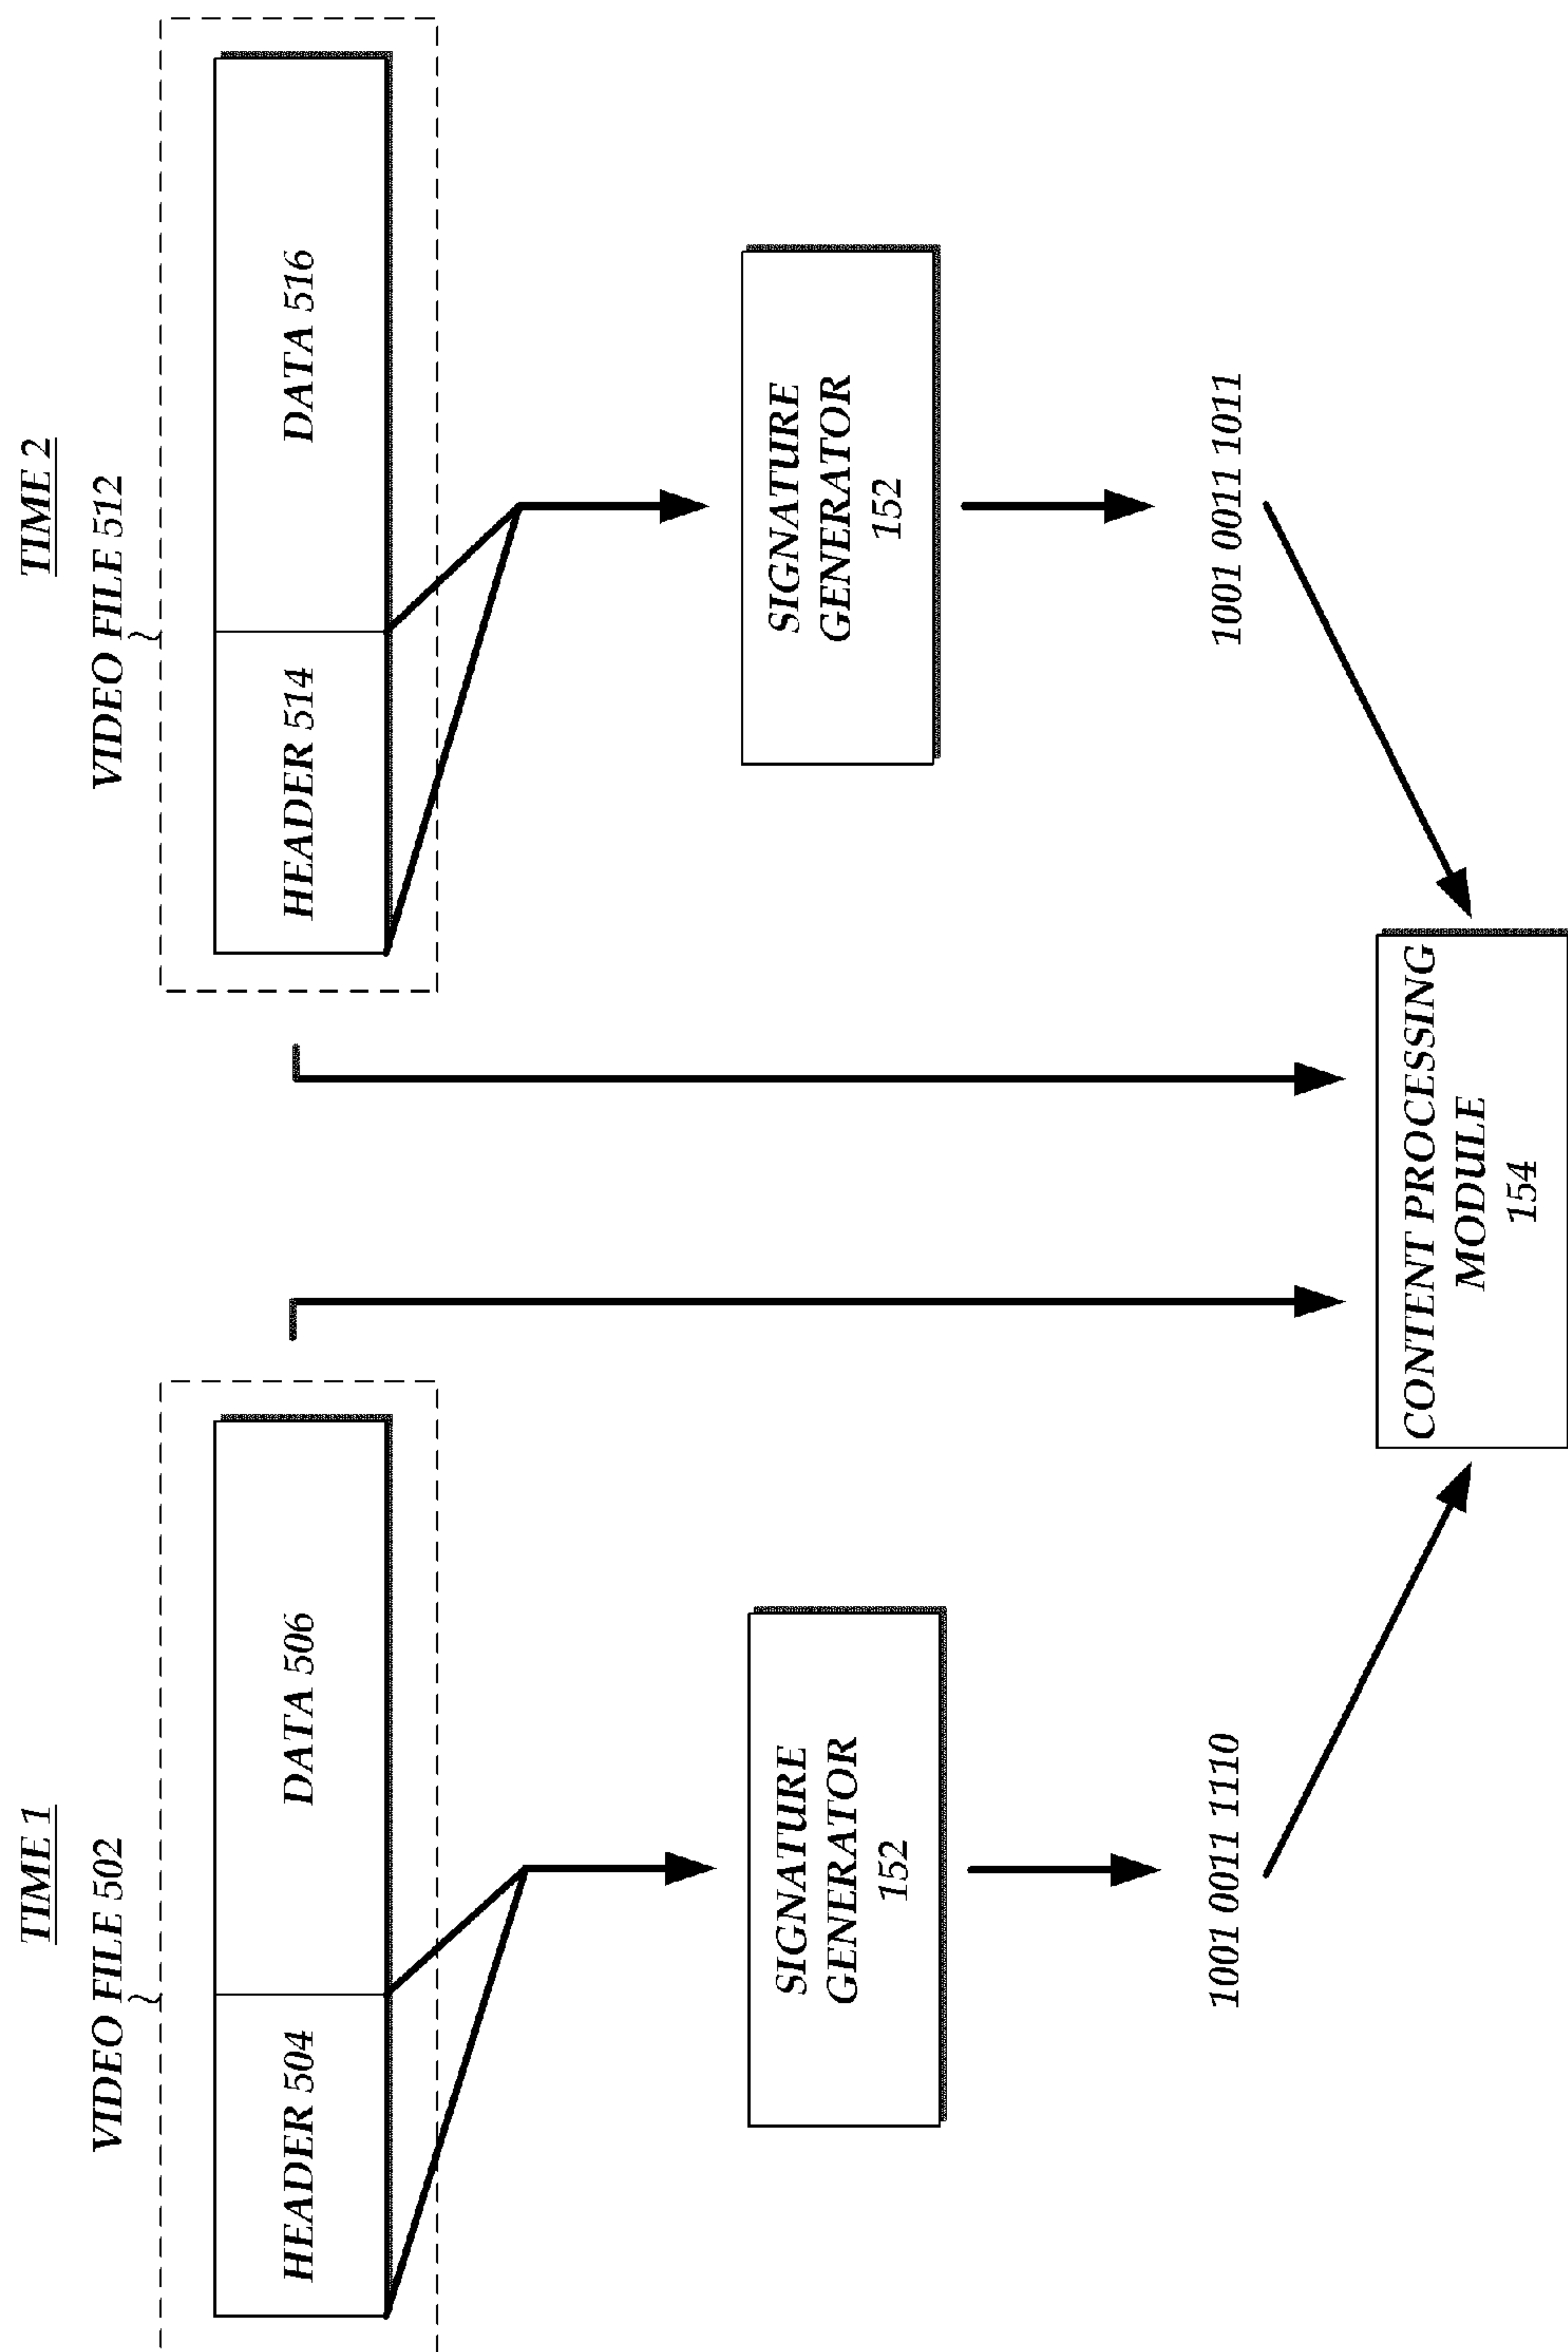 TIME 1
VIDEO FILE 502
HEADER 504
DATA 506
SIGNATURE
GENERATOR
152
1001 0011 1110
TIME 2
VIDEO FILE 512
HEADER 514
DATA 516
SIGNATURE
GENERATOR
152
1001 0011 1011
CONTENT PROCESSING
MODULE
154